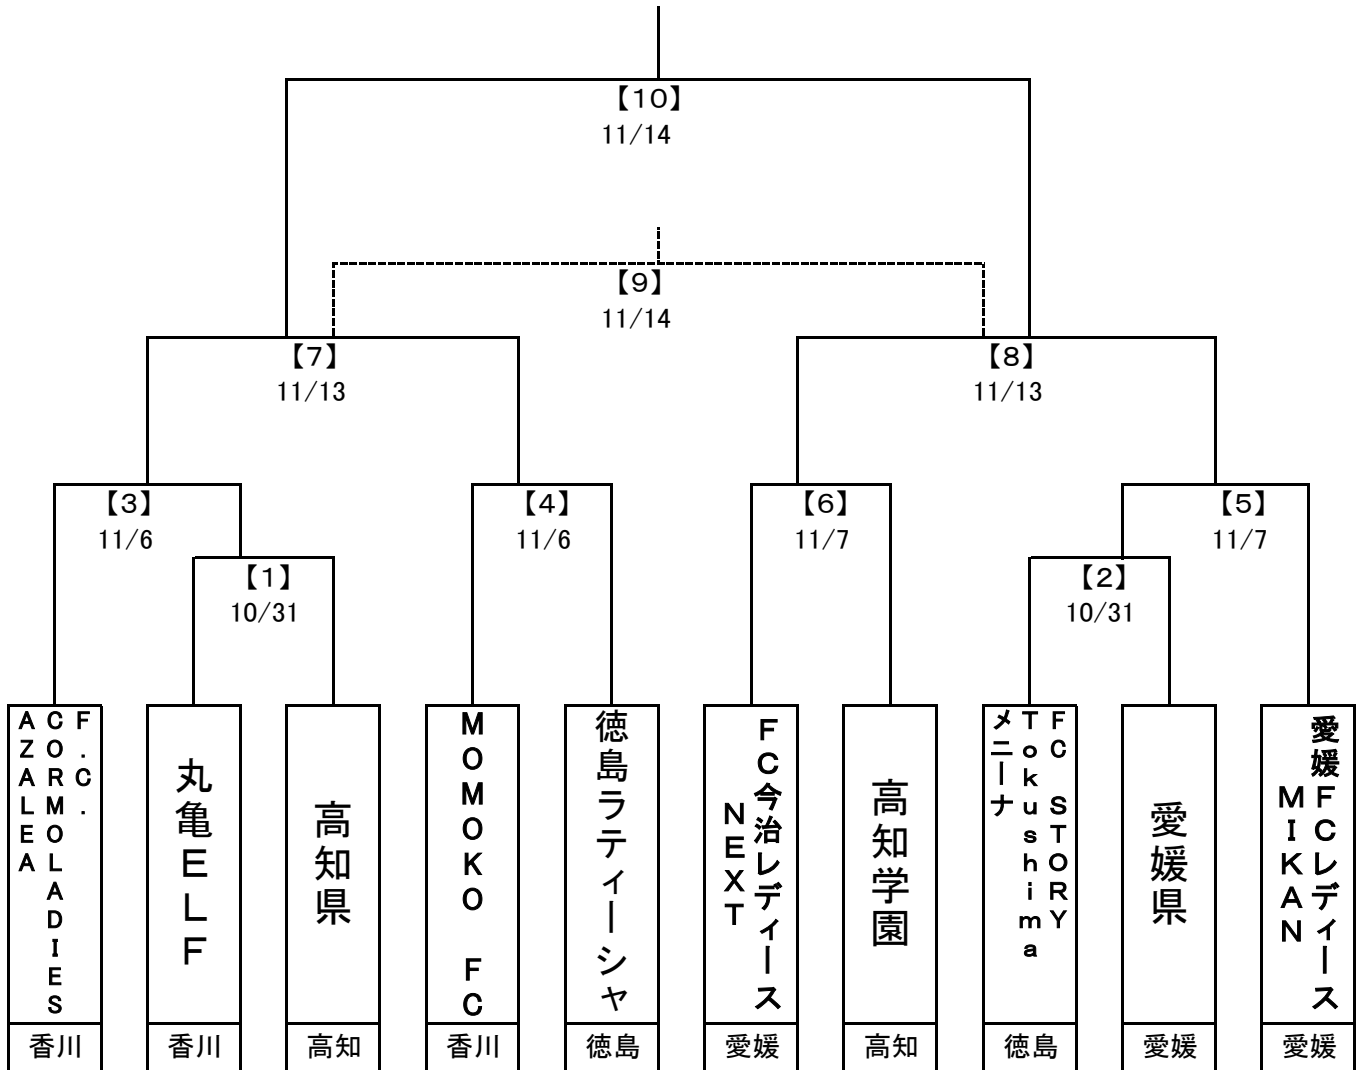 【10】
11/14
【9】
11/14
【7】
11/13
【8】
11/13
【3】
11/6
【4】
11/6
【6】
11/7
【5】
11/7
【1】
10/31
【2】
10/31
F.C.
CORMOLADIES
AZALEA
丸亀ELF
高知県
MOMOKO FC
徳島ラティーシャ
FC今治レディース
NEXT
高知学園
FC STORY
Tokushima
メニーナ
愛媛県
愛媛FCレディース
MIKAN
香川
香川
高知
香川
徳島
愛媛
高知
徳島
愛媛
愛媛